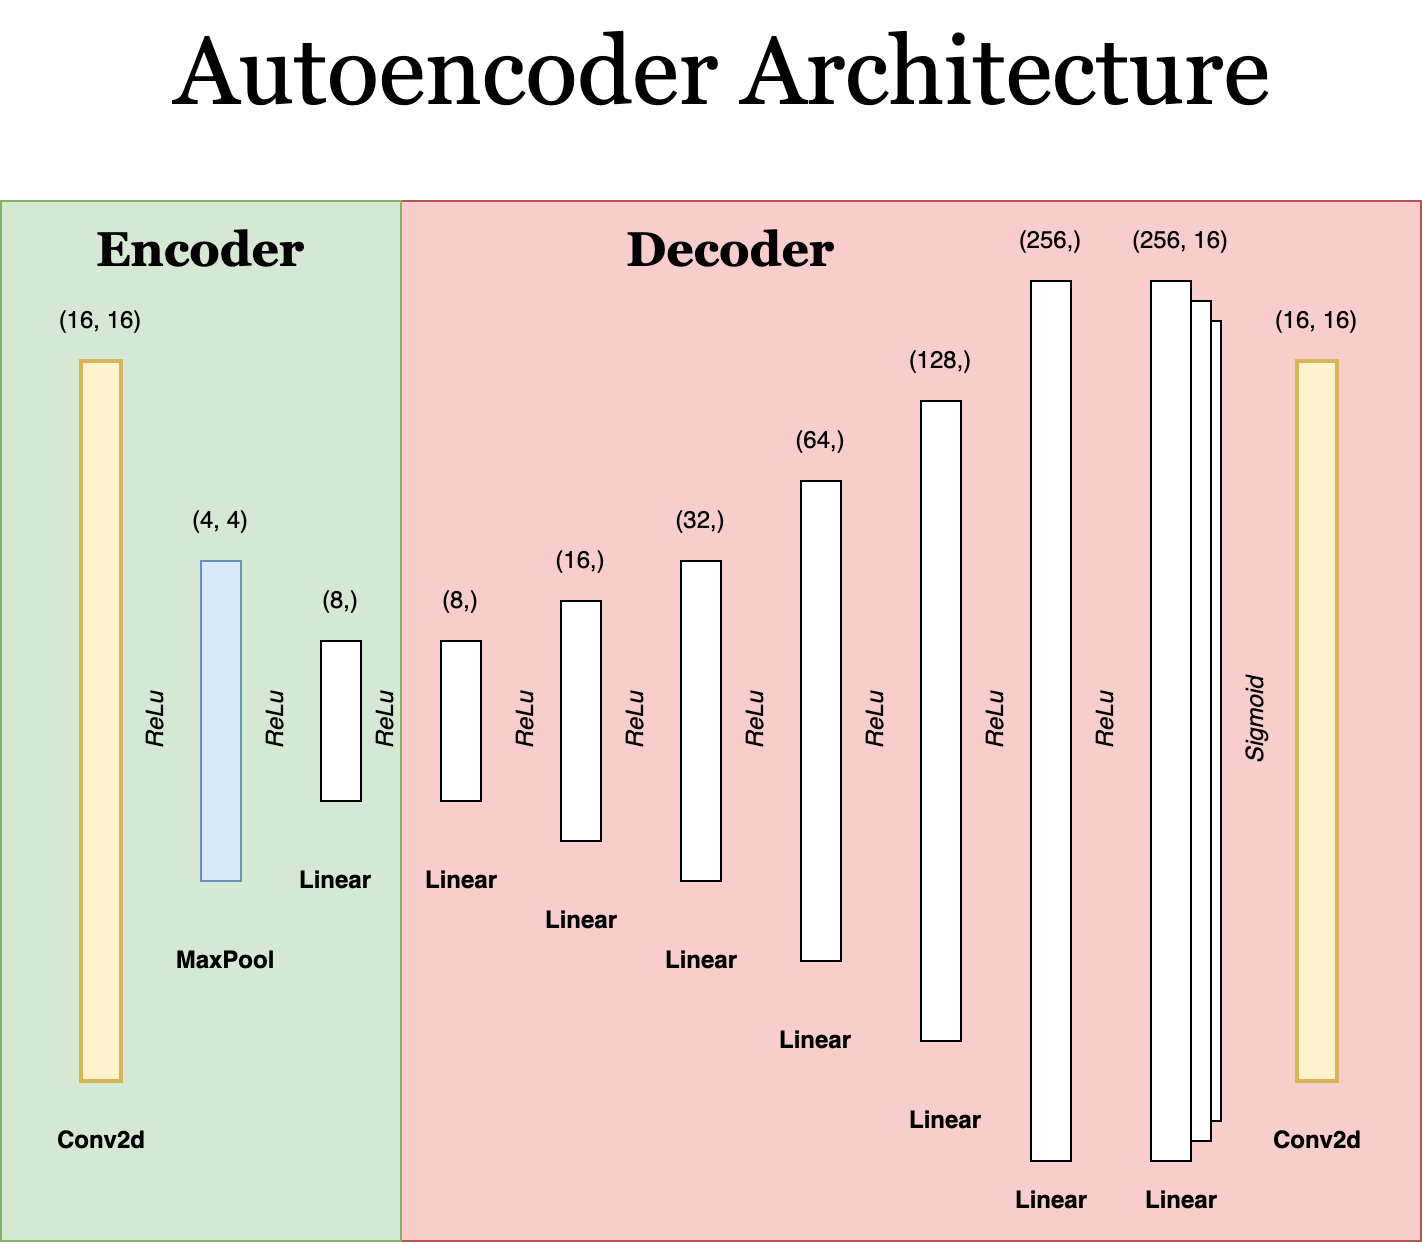 Autoencoder Architecture
Encoder
Decoder
(16, 16)
(4, 4)
(8,)
(8,)
(16,)
(32,)
(64,)
(128,)
(256,)
(256, 16)
(16, 16)
ReLu
ReLu
ReLu
ReLu
ReLu
ReLu
ReLu
ReLu
ReLu
Sigmoid
Conv2d
MaxPool
Linear
Linear
Linear
Linear
Linear
Linear
Linear
Linear
Conv2d